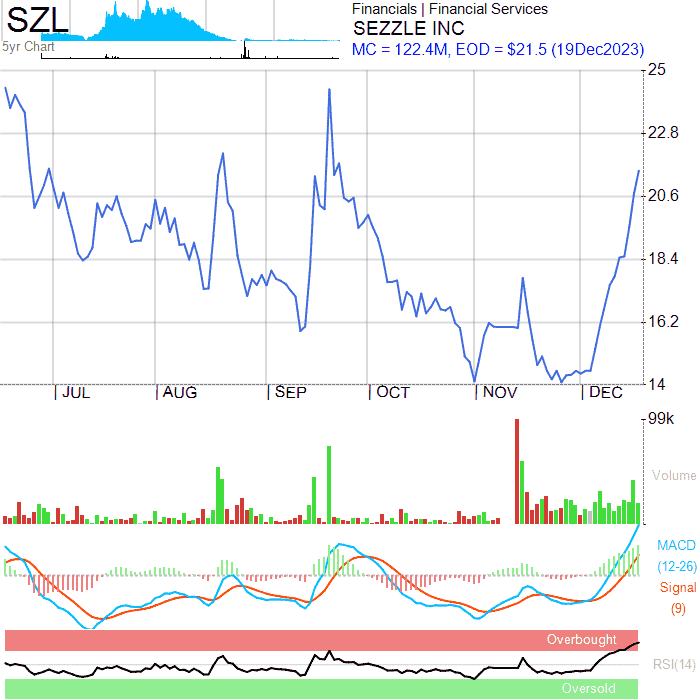 SZL
5yr Chart
Financials | Financial Services
SEZZLE INC
MC = 122.4M, EOD = $21.5 (19Dec2023)
25
22.8
20.6
18.4
16.2
14
JUL
AUG
SEP
OCT
NOV
DEC
99k
Volume
MACD
(12-26)
Signal
(9)
Overbought
RSI(14)
Oversold